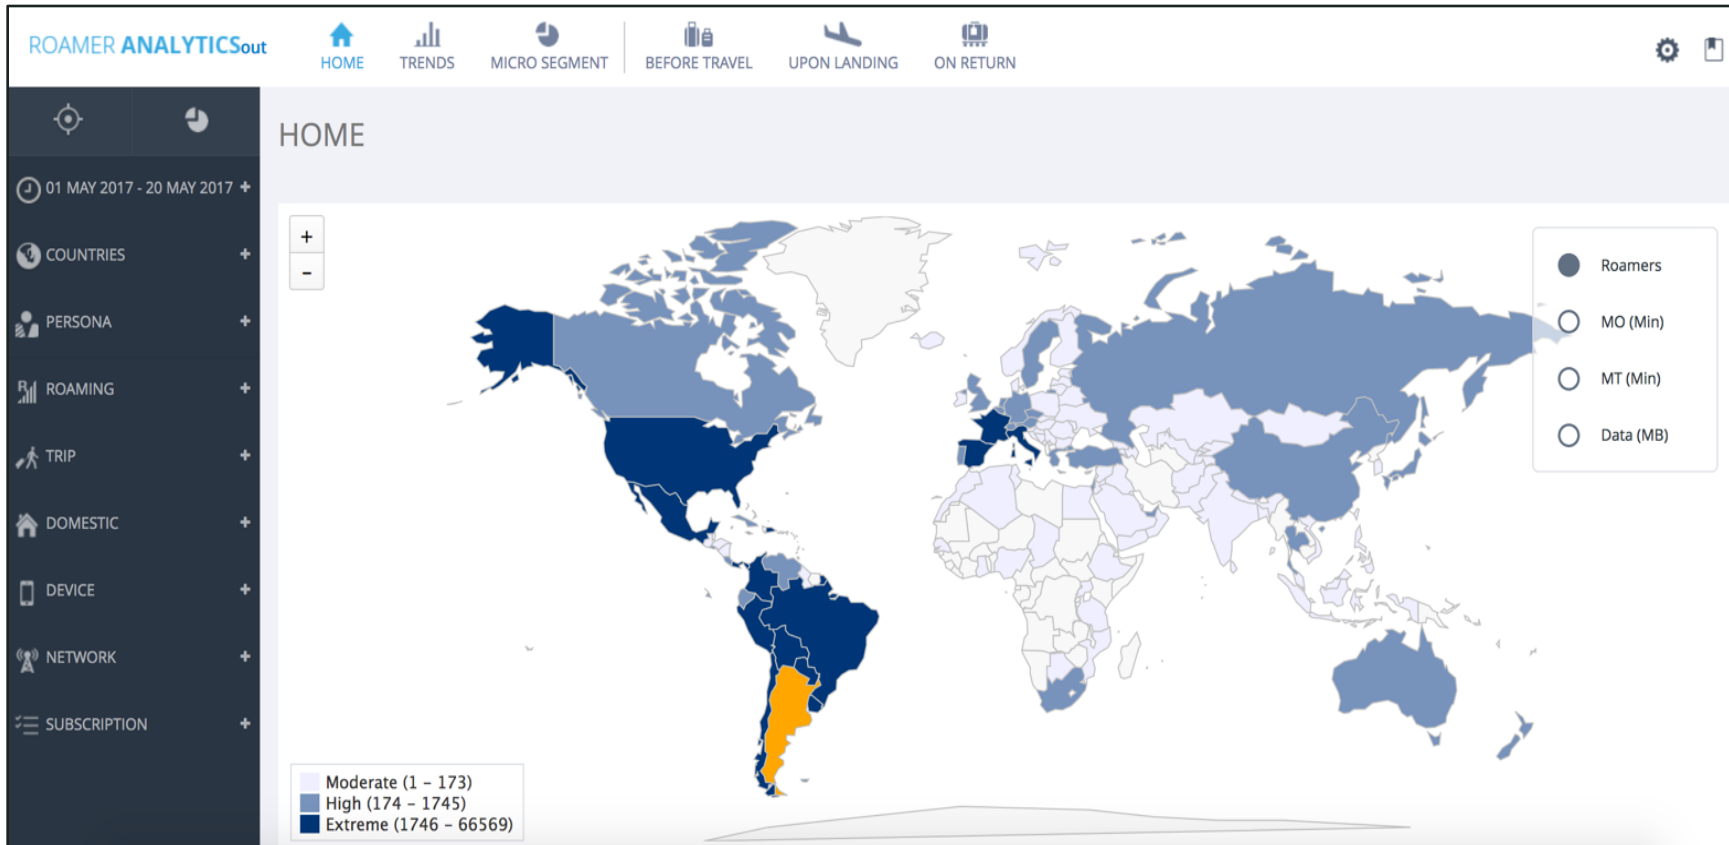 ROAMER ANALYTICSout
HOME
TRENDS
MICRO SEGMENT
BEFORE TRAVEL
UPON LANDING
ON RETURN
HOME
01 MAY 2017 - 20 MAY 2017 +
COUNTRIES +
PERSONA +
ROAMING +
TRIP +
DOMESTIC +
DEVICE +
NETWORK +
SUBSCRIPTION +
+
-
Roamers
MO (Min)
MT (Min)
Data (MB)
Moderate (1 - 173)
High (174 - 1745)
Extreme (1746 - 66569)